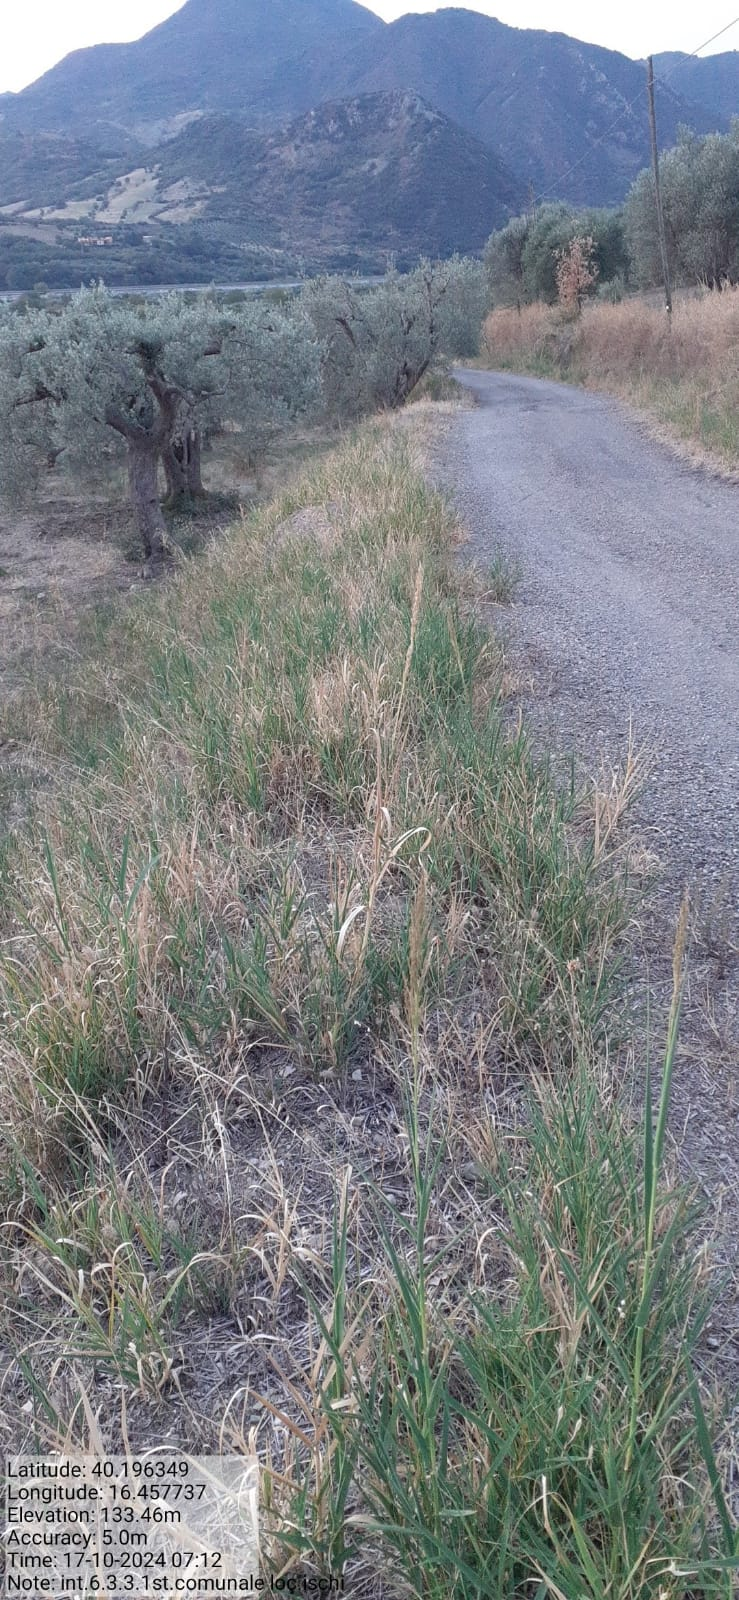 Latitude: 40.196349
Longitude: 16.457737
Elevation: 133.46m
Accuracy: 5.0m
Time: 17-10-2024 07:12
Note: int.6.3.3.1st.comunale loc.ischi